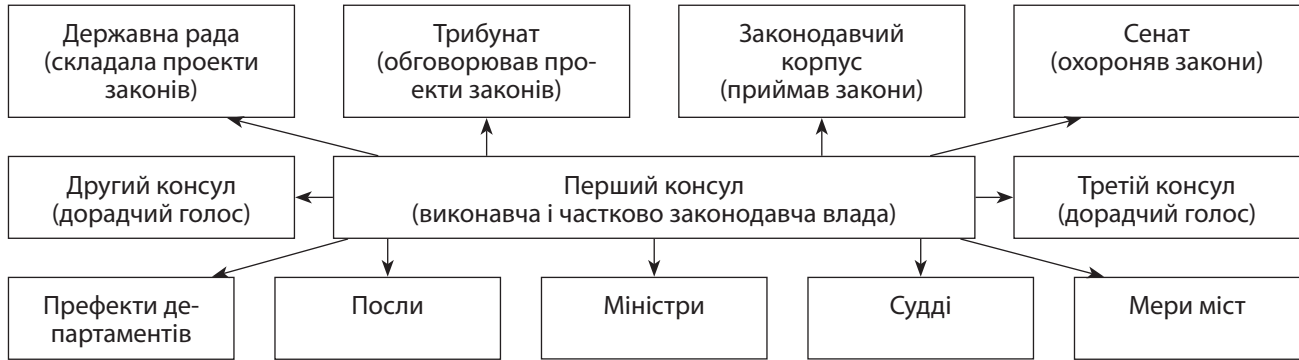 Державна рада
(складала проекти
законів)
Трибунат
(обговорював про-
екти законів)
Законодавчий
корпус
(приймав закони)
Сенат
(охороняв закони)
Другий консул
(дорадчий голос)
Перший консул
(виконавча і частково законодавча влада)
Третій консул
(дорадчий голос)
Префекти де-
партаментів
Посли
Міністри
Судді
Мери міст